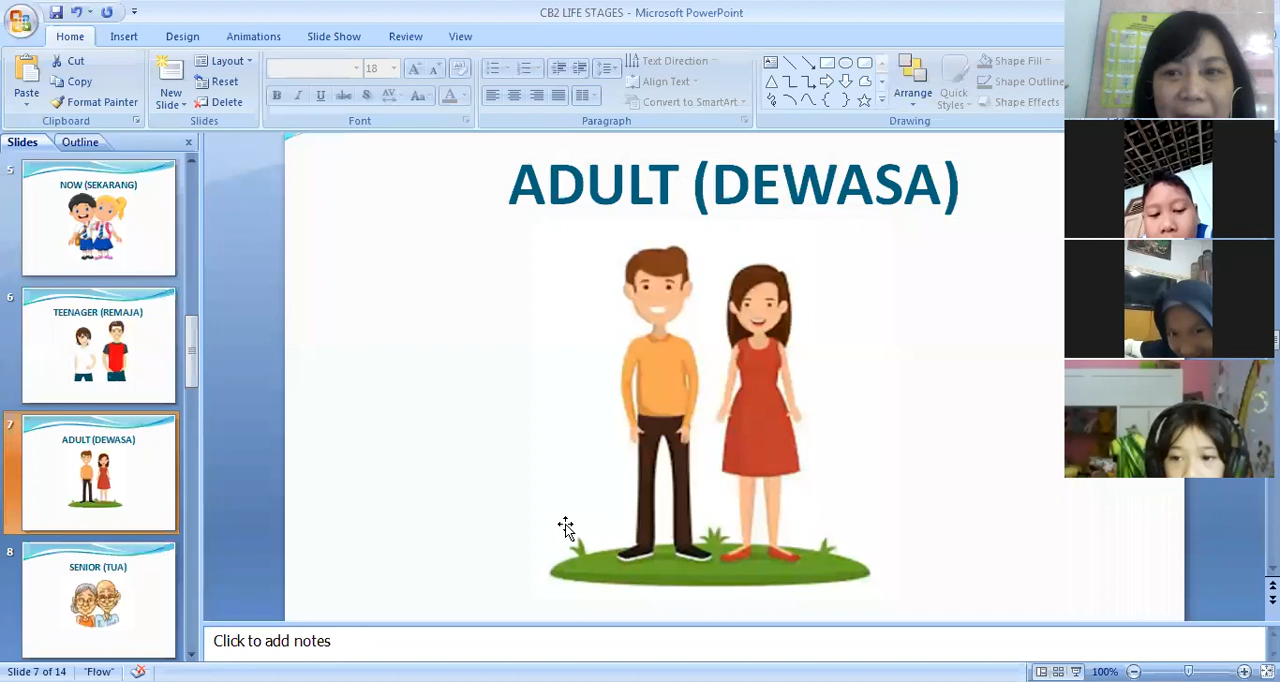 CB2 LIFE STAGES - Microsoft PowerPoint
Home Insert Design Animations Slide Show Review View
Paste
Cut
Copy
Format Painter
Clipboard
New
Slide
Layout
Reset
Delete
Slides
18
B I U abc S AV Aa A
Font
Text Direction
Align Text
Convert to SmartArt
Paragraph
Arrange
Quick
Styles
Shape Fill
Shape Outline
Shape Effects
Drawing
Slides Outline
5
NOW (SEKARANG)
6
TEENAGER (REMAJA)
7
ADULT (DEWASA)
8
SENIOR (TUA)
ADULT (DEWASA)
Click to add notes
Slide 7 of 14 "Flow" 100%